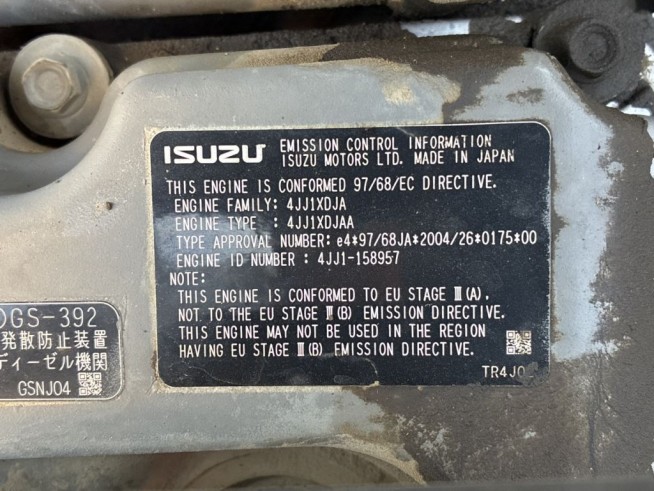 ISUZU EMISSION CONTROL INFORMATION
ISUZU MOTORS LTD. MADE IN JAPAN
THIS ENGINE IS CONFORMED 97/68/EC DIRECTIVE.
ENGINE FAMILY: 4JJ1XDJA
ENGINE TYPE : 4JJ1XDJAA
TYPE APPROVAL NUMBER: e4*97/68JA*2004/26*0175*00
ENGINE ID NUMBER : 4JJ1-158957
NOTE:
THIS ENGINE IS CONFORMED TO EU STAGE Ⅲ(A),
NOT TO THE EU STAGE Ⅲ(B) EMISSION DIRECTIVE.
THIS ENGINE MAY NOT BE USED IN THE REGION
HAVING EU STAGE Ⅲ(B) EMISSION DIRECTIVE.
DGS-392
発散防止装置
ディーゼル機関
GSNJ04